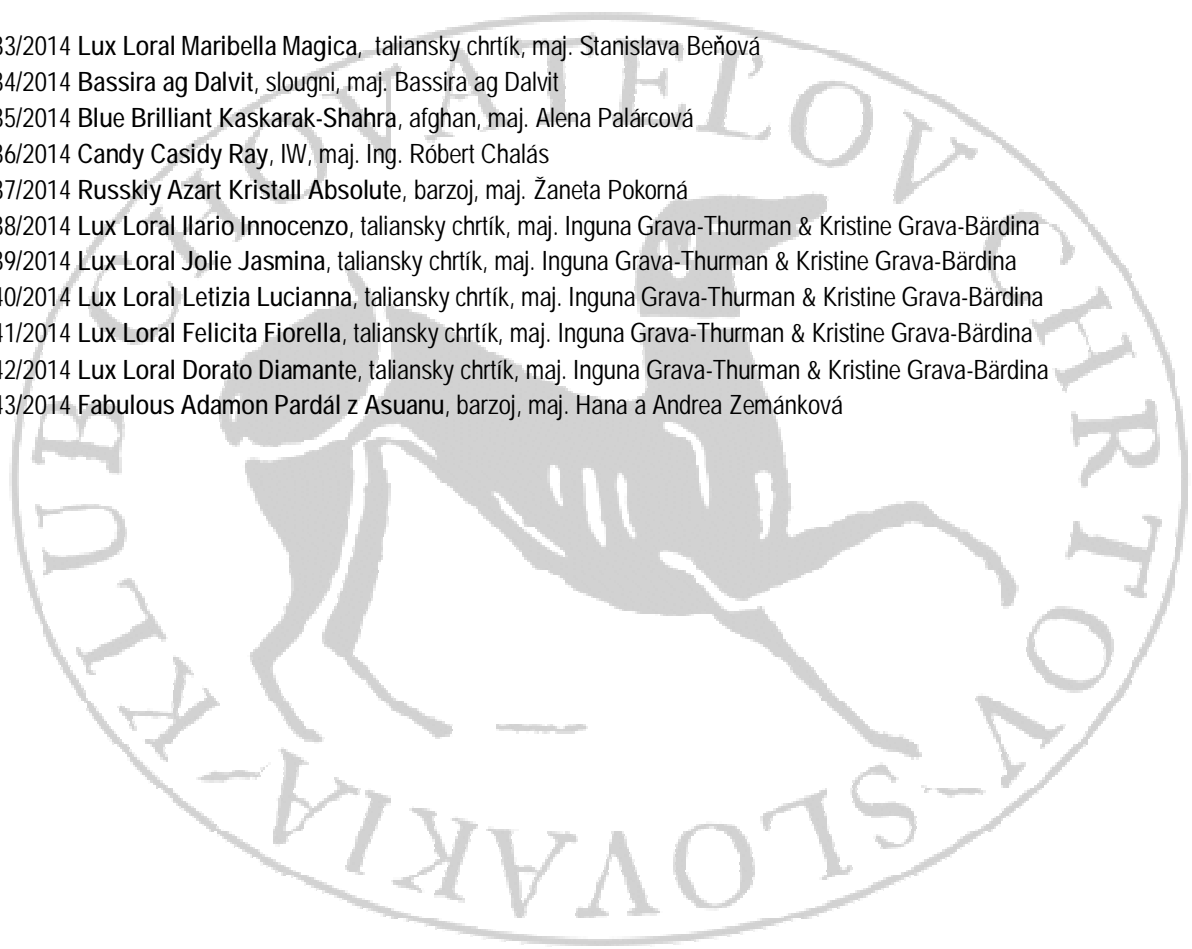 33/2014 Lux Loral Maribella Magica, taliansky chrtík, maj. Stanislava Beňová
34/2014 Bassira ag Dalvit, slougni, maj. Bassira ag Dalvit
35/2014 Blue Brilliant Kaskarak-Shahra, afghan, maj. Alena Palárcová
36/2014 Candy Casidy Ray, IW, maj. Ing. Róbert Chalás
37/2014 Russkiy Azart Kristall Absolute, barzoj, maj. Žaneta Pokorná
38/2014 Lux Loral Ilario Innocenzo, taliansky chrtík, maj. Inguna Grava-Thurman & Kristine Grava-Bärdina
39/2014 Lux Loral Jolie Jasmina, taliansky chrtík, maj. Inguna Grava-Thurman & Kristine Grava-Bärdina
40/2014 Lux Loral Letizia Lucianna, taliansky chrtík, maj. Inguna Grava-Thurman & Kristine Grava-Bärdina
41/2014 Lux Loral Felicita Fiorella, taliansky chrtík, maj. Inguna Grava-Thurman & Kristine Grava-Bärdina
42/2014 Lux Loral Dorato Diamante, taliansky chrtík, maj. Inguna Grava-Thurman & Kristine Grava-Bärdina
43/2014 Fabulous Adamon Pardál z Asuanu, barzoj, maj. Hana a Andrea Zemánková
KLUB CHOVATEĽOV CHRTOV - SLOVAKIA -